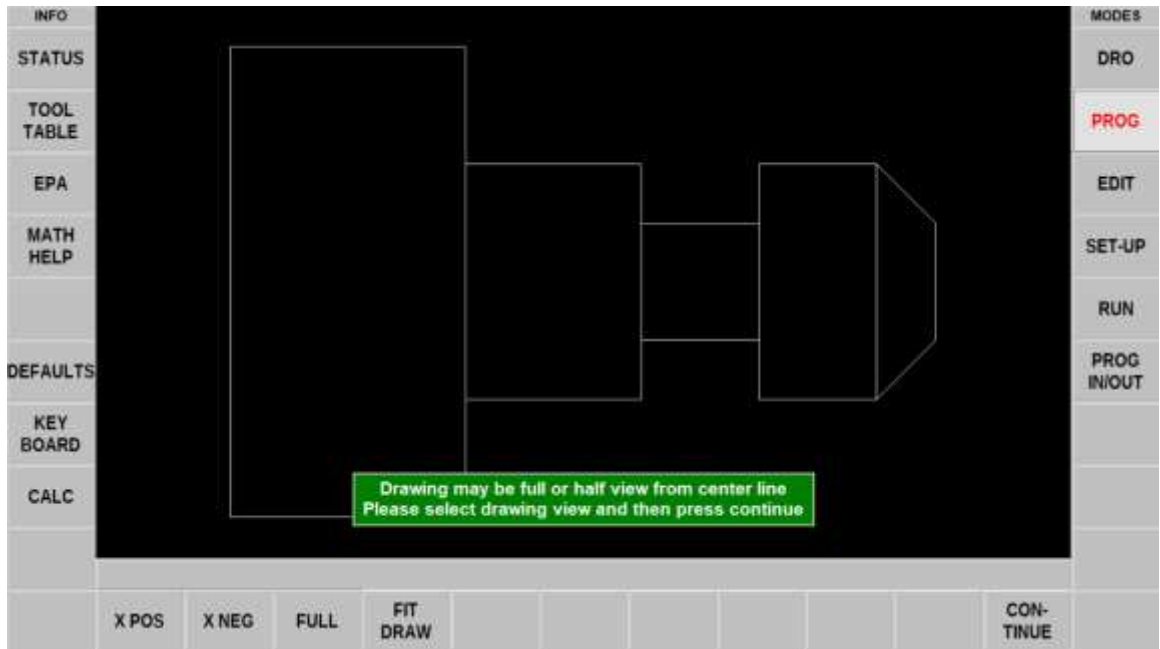 INFO
STATUS
TOOL
TABLE
EPA
MATH
HELP
DEFAULTS
KEY
BOARD
CALC
Drawing may be full or half view from center line
Please select drawing view and then press continue
X POS
X NEG
FULL
FIT
DRAW
CON-
TINUE
MODES
DRO
PROG
EDIT
SET-UP
RUN
PROG
IN/OUT